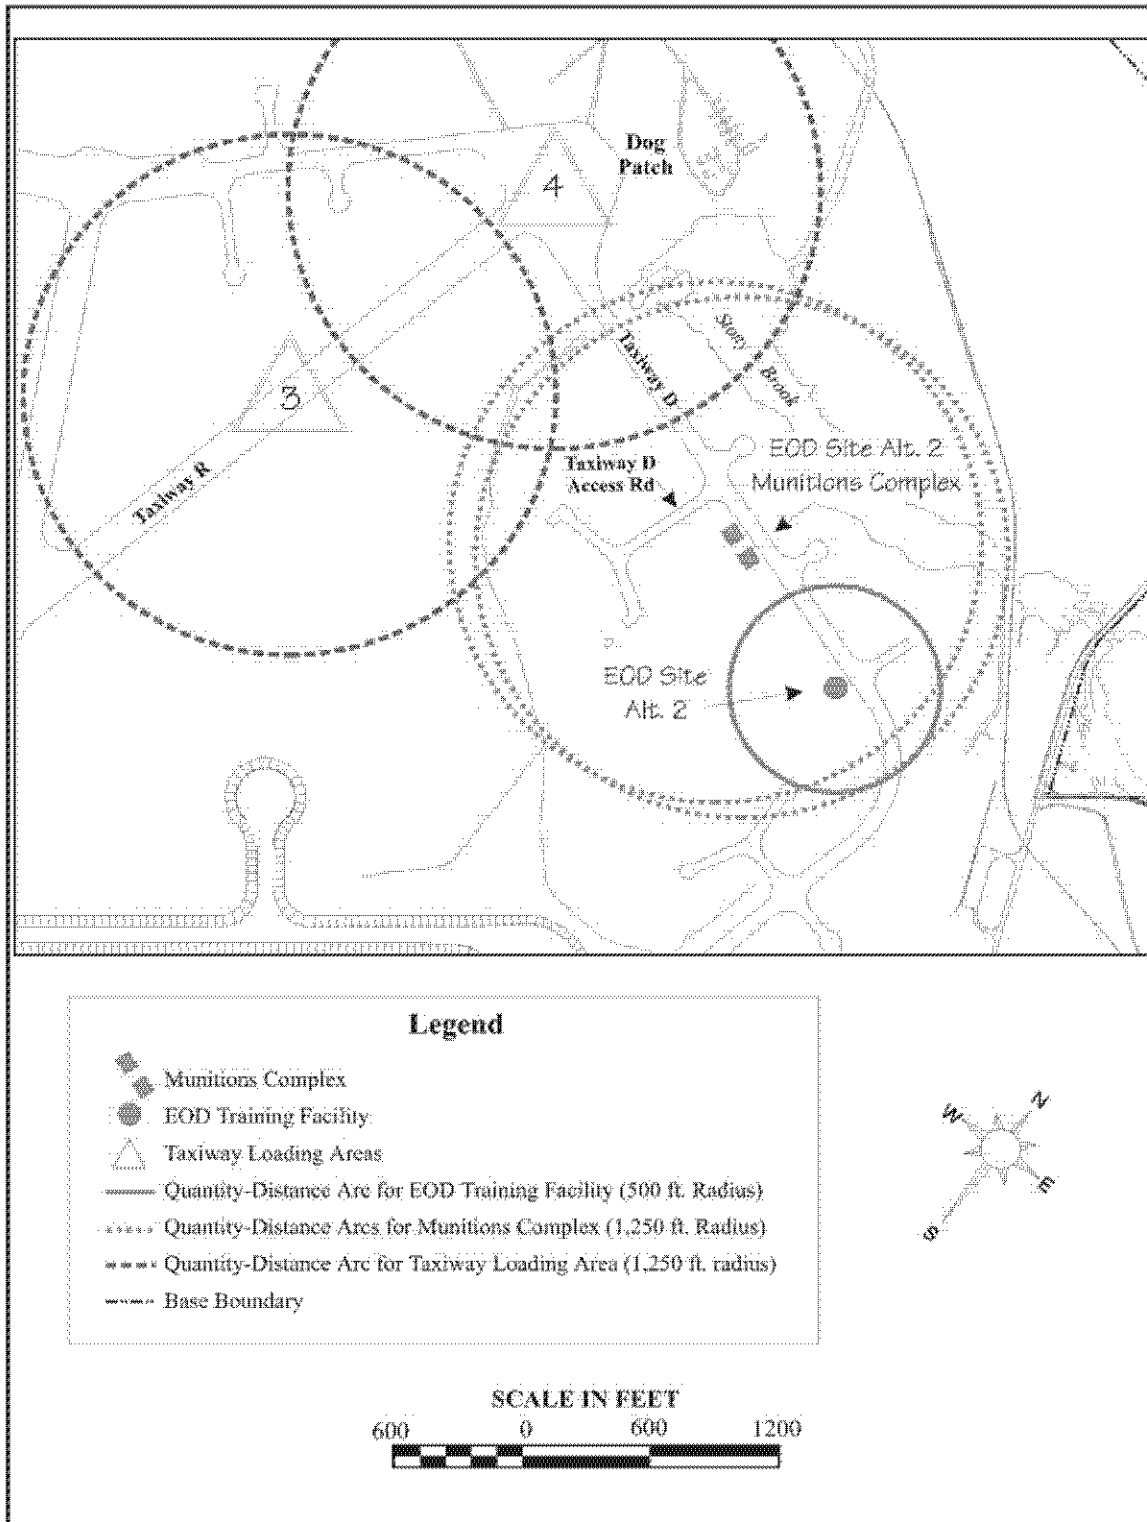 Dog
Patch
4
3
Stony Brook
Taxiway D
Taxiway R
Taxiway D
Access Rd
EOD Site Alt. 2
Munitions Complex
EOD Site
Alt. 2
Legend
Munitions Complex
EOD Training Facility
Taxiway Loading Areas
Quantity-Distance Arc for EOD Training Facility (500 ft. Radius)
Quantity-Distance Arcs for Munitions Complex (1,250 ft. Radius)
Quantity-Distance Arc for Taxiway Loading Area (1,250 ft. radius)
Base Boundary
N
W
E
S
SCALE IN FEET
600 0 600 1200